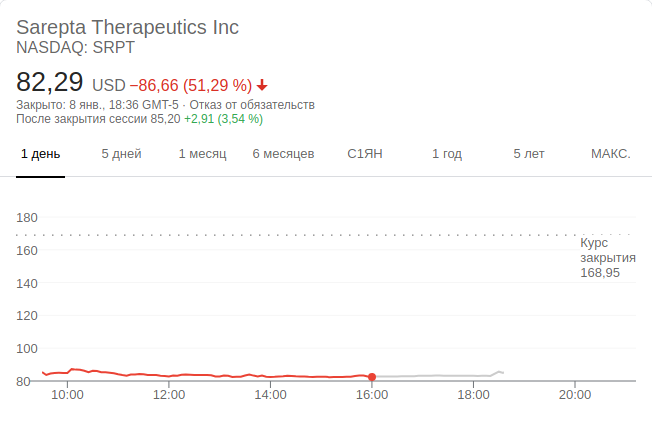 Sarepta Therapeutics Inc
NASDAQ: SRPT
82,29 USD −86,66 (51,29 %)
Закрыто: 8 янв., 18:36 GMT-5 · Отказ от обязательств
После закрытия сессии 85,20 +2,91 (3,54 %)
1 день 5 дней 1 месяц 6 месяцев С1ЯН 1 год 5 лет МАКС.
180
160
140
120
100
80
Курс
закрытия
168,95
10:00 12:00 14:00 16:00 18:00 20:00